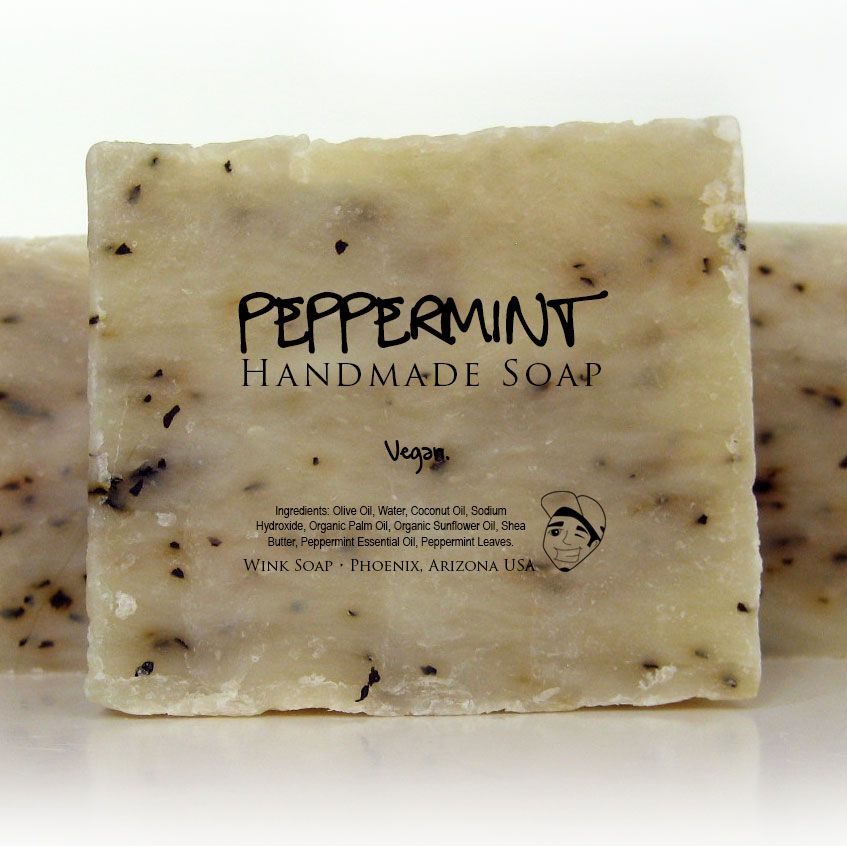 PEPPERMINT
HANDMADE SOAP
Vegan.
Ingredients: Olive Oil, Water, Coconut Oil, Sodium
Hydroxide, Organic Palm Oil, Organic Sunflower Oil, Shea
Butter, Peppermint Essential Oil, Peppermint Leaves.
WINK SOAP · PHOENIX, ARIZONA USA